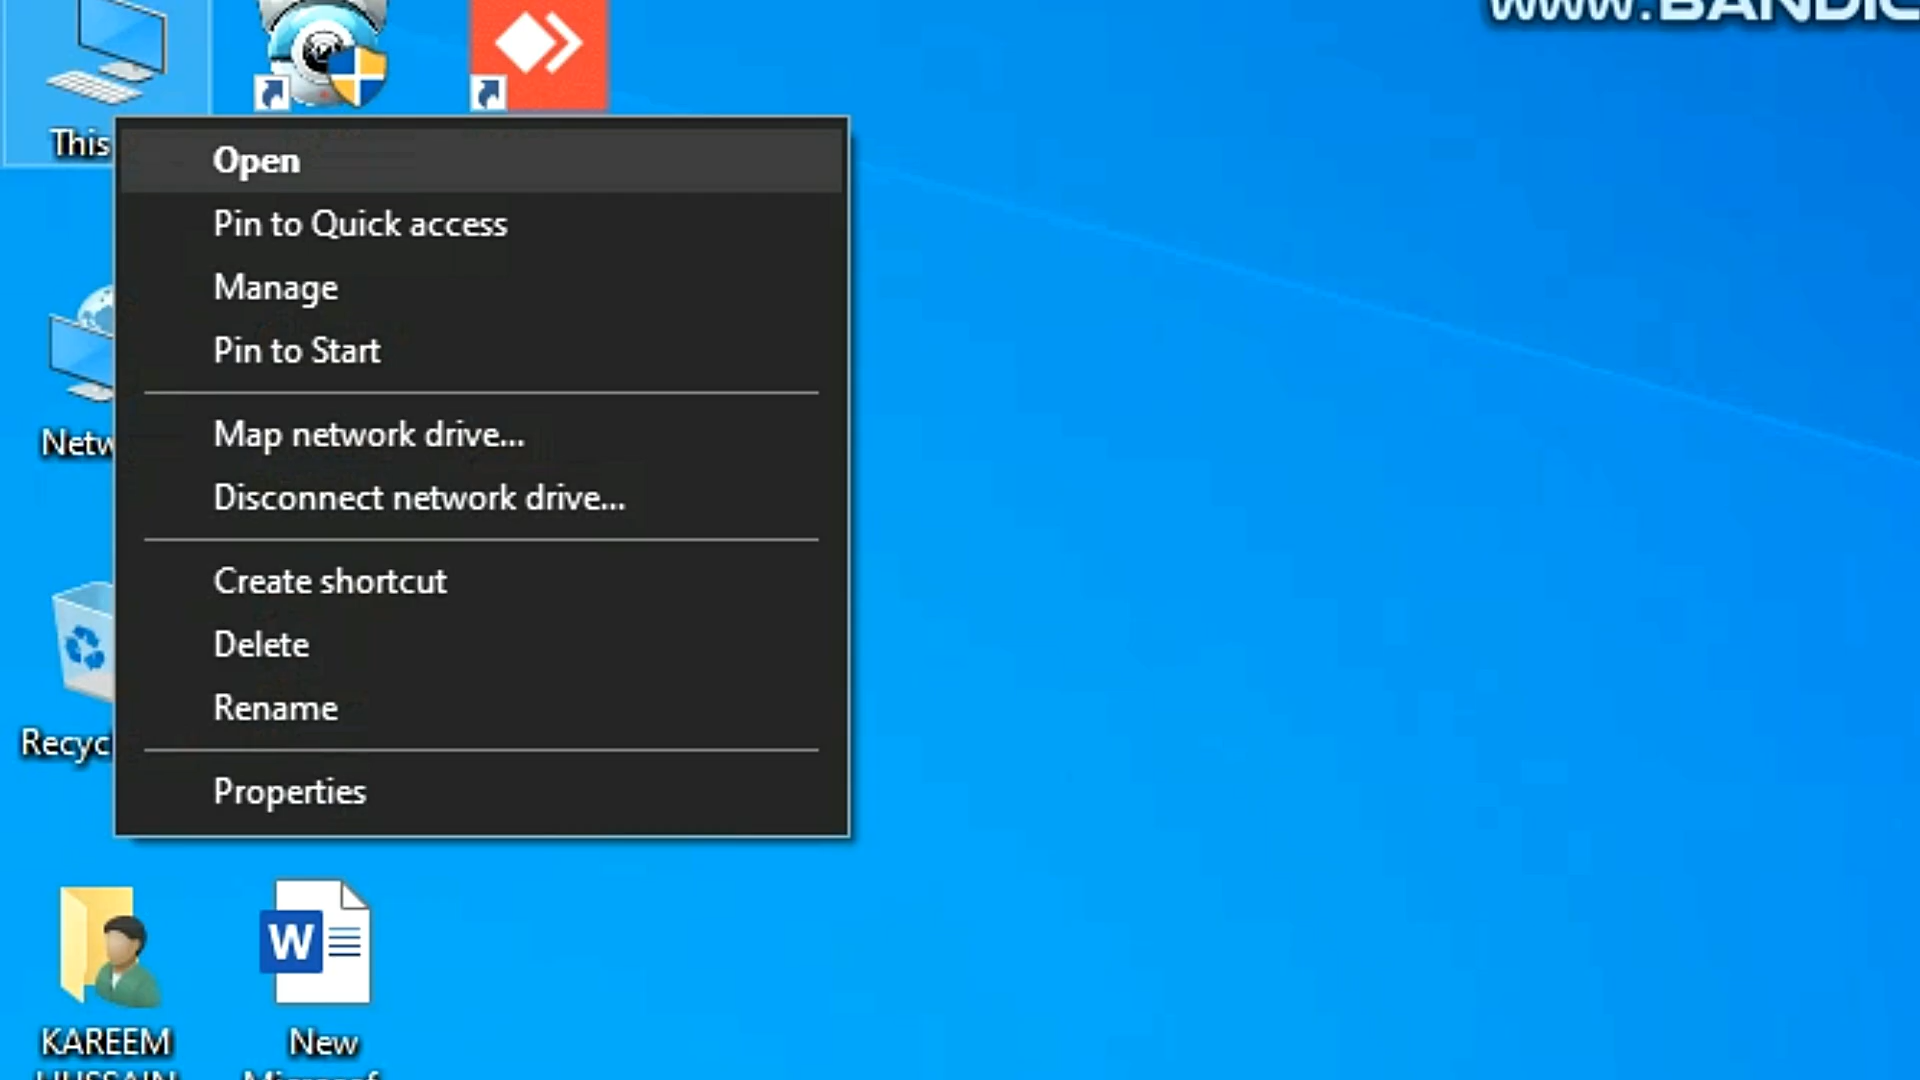 www.BANDIC
This
Open
Pin to Quick access
Manage
Pin to Start
Map network drive...
Netw
Disconnect network drive...
Create shortcut
Delete
Rename
Recyc
Properties
W
KAREEM
HUSSAIN
New
Microsof